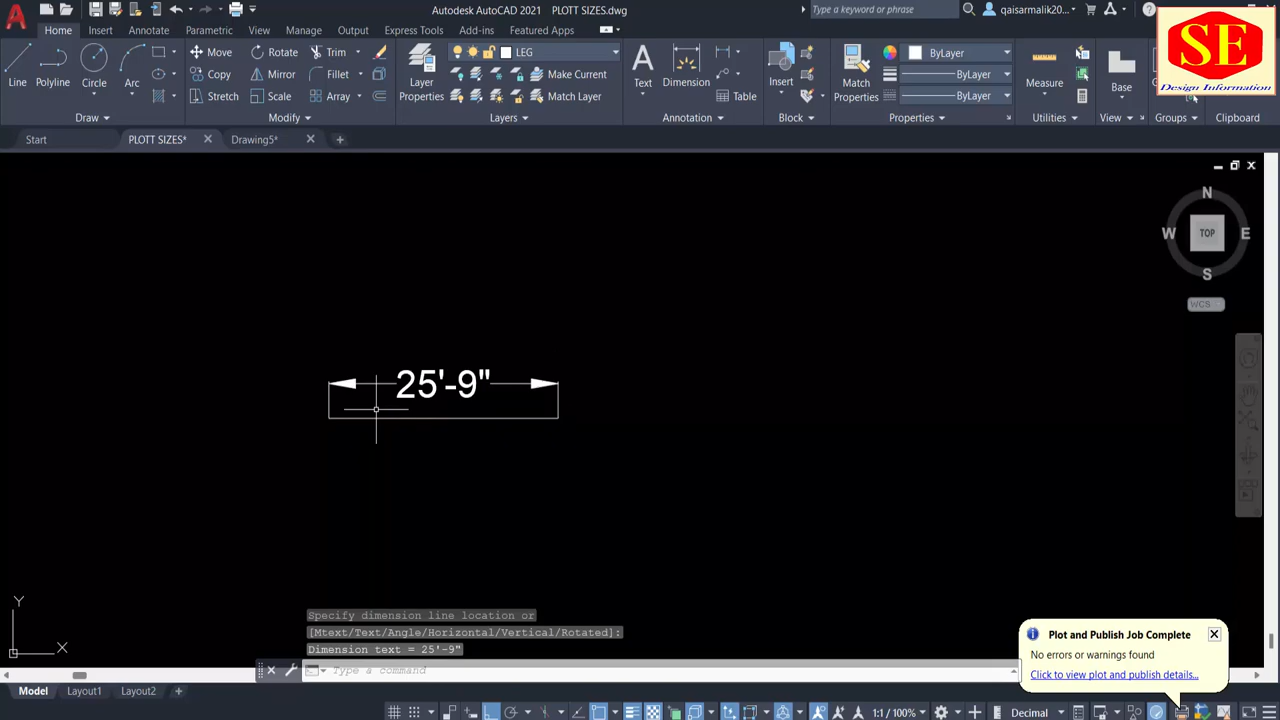 Autodesk AutoCAD 2021 PLOTT SIZES.dwg
Type a keyword or phrase
qaisarmalik20...
Home Insert Annotate Parametric View Manage Output Express Tools Add-ins Featured Apps
SE
Design Information
Line Polyline Circle Arc
Move Rotate Trim
Copy Mirror Fillet
Stretch Scale Array
Layer Properties
LEG
Make Current
Match Layer
Text Dimension Table
Insert
Match Properties
ByLayer
ByLayer
ByLayer
Measure
Base
Draw Modify Layers Annotation Block Properties Utilities View Groups Clipboard
Start PLOTT SIZES* Drawing5*
N
W TOP E
S
WCS
25'-9"
Y
X
Specify dimension line location or
[Mtext/Text/Angle/Horizontal/Vertical/Rotated]:
Dimension text = 25'-9"
Type a command
Plot and Publish Job Complete
No errors or warnings found
Click to view plot and publish details...
Model Layout1 Layout2
1:1 / 100% Decimal